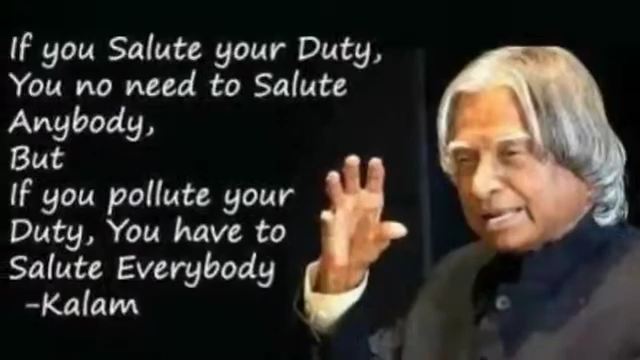 If you Salute your Duty,
You no need to Salute
Anybody,
But
If you pollute your
Duty, You have to
Salute Everybody
-Kalam